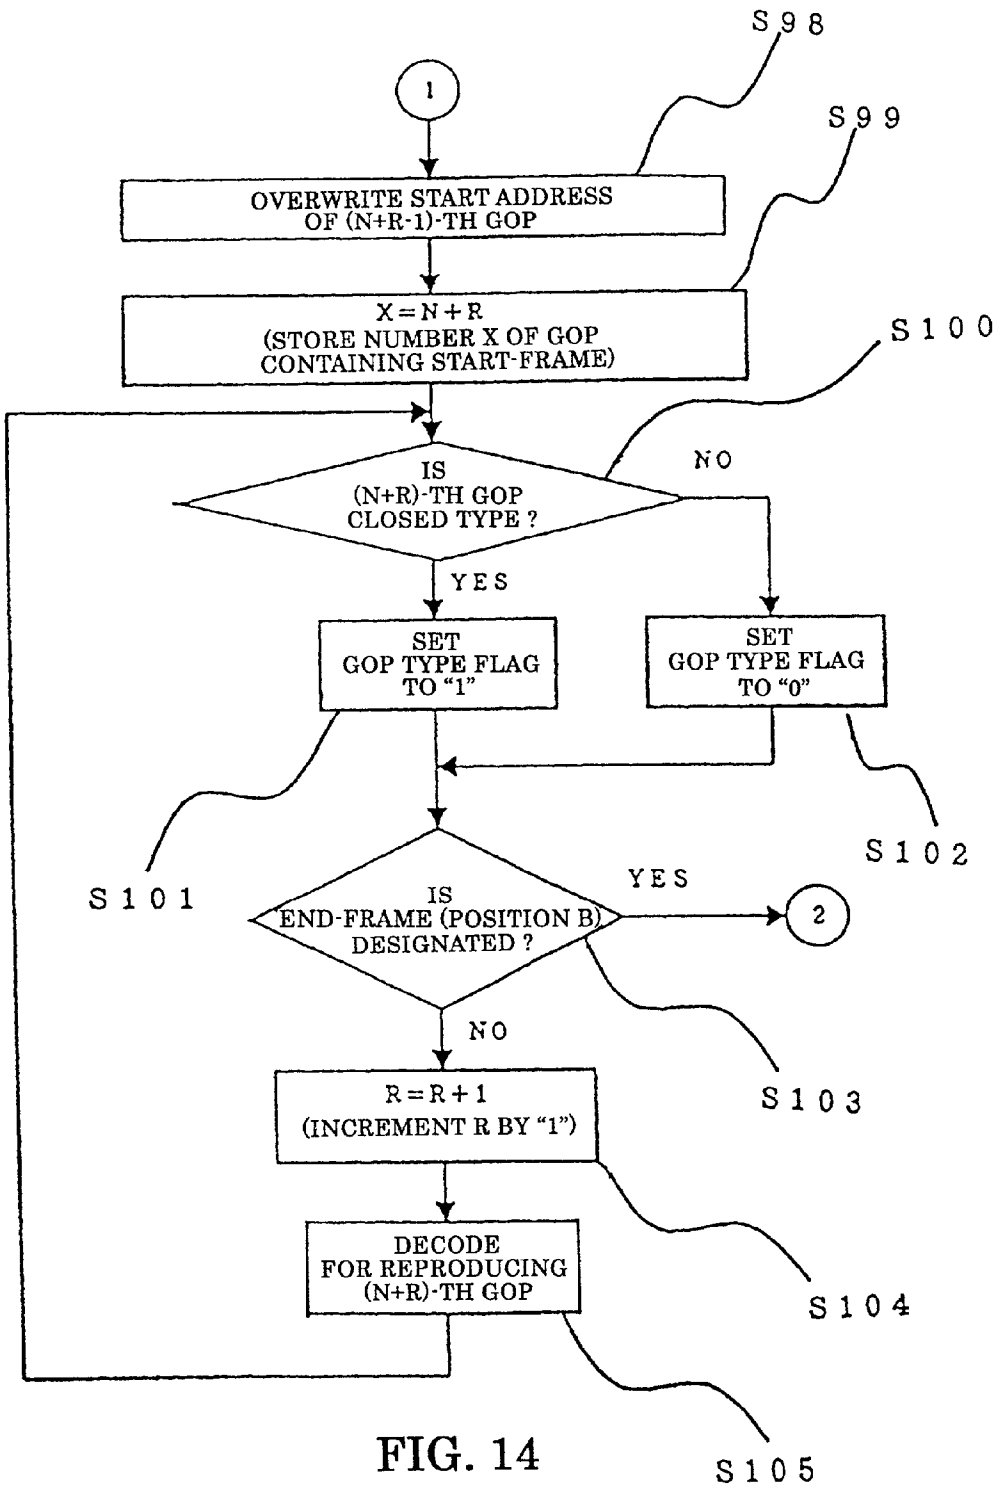 S98
1
S99
OVERWRITE START ADDRESS
OF (N+R-1)-TH GOP
X=N+R
(STORE NUMBER X OF GOP
CONTAINING START-FRAME)
S100
IS
(N+R)-TH GOP
CLOSED TYPE ?
NO
YES
SET
GOP TYPE FLAG
TO “1”
SET
GOP TYPE FLAG
TO “0”
S101
S102
IS
END-FRAME (POSITION B)
DESIGNATED ?
YES
2
NO
S103
R=R+1
(INCREMENT R BY “1”)
DECODE
FOR REPRODUCING
(N+R)-TH GOP
S104
FIG. 14
S105